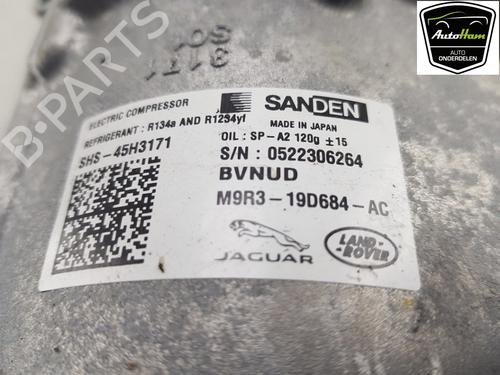 AutoHam
AUTO
ONDERDELEN
B-PARTS
ELECTRIC COMPRESSOR
REFRIGERANT : R134a AND R1234yf
SHS - 45H3171
SANDEN
MADE IN JAPAN
OIL : SP - A2 120g ±15
S/N : 0522306264
BVNUD
M9R3 - 19D684 - AC
JAGUAR
LAND-
ROVER